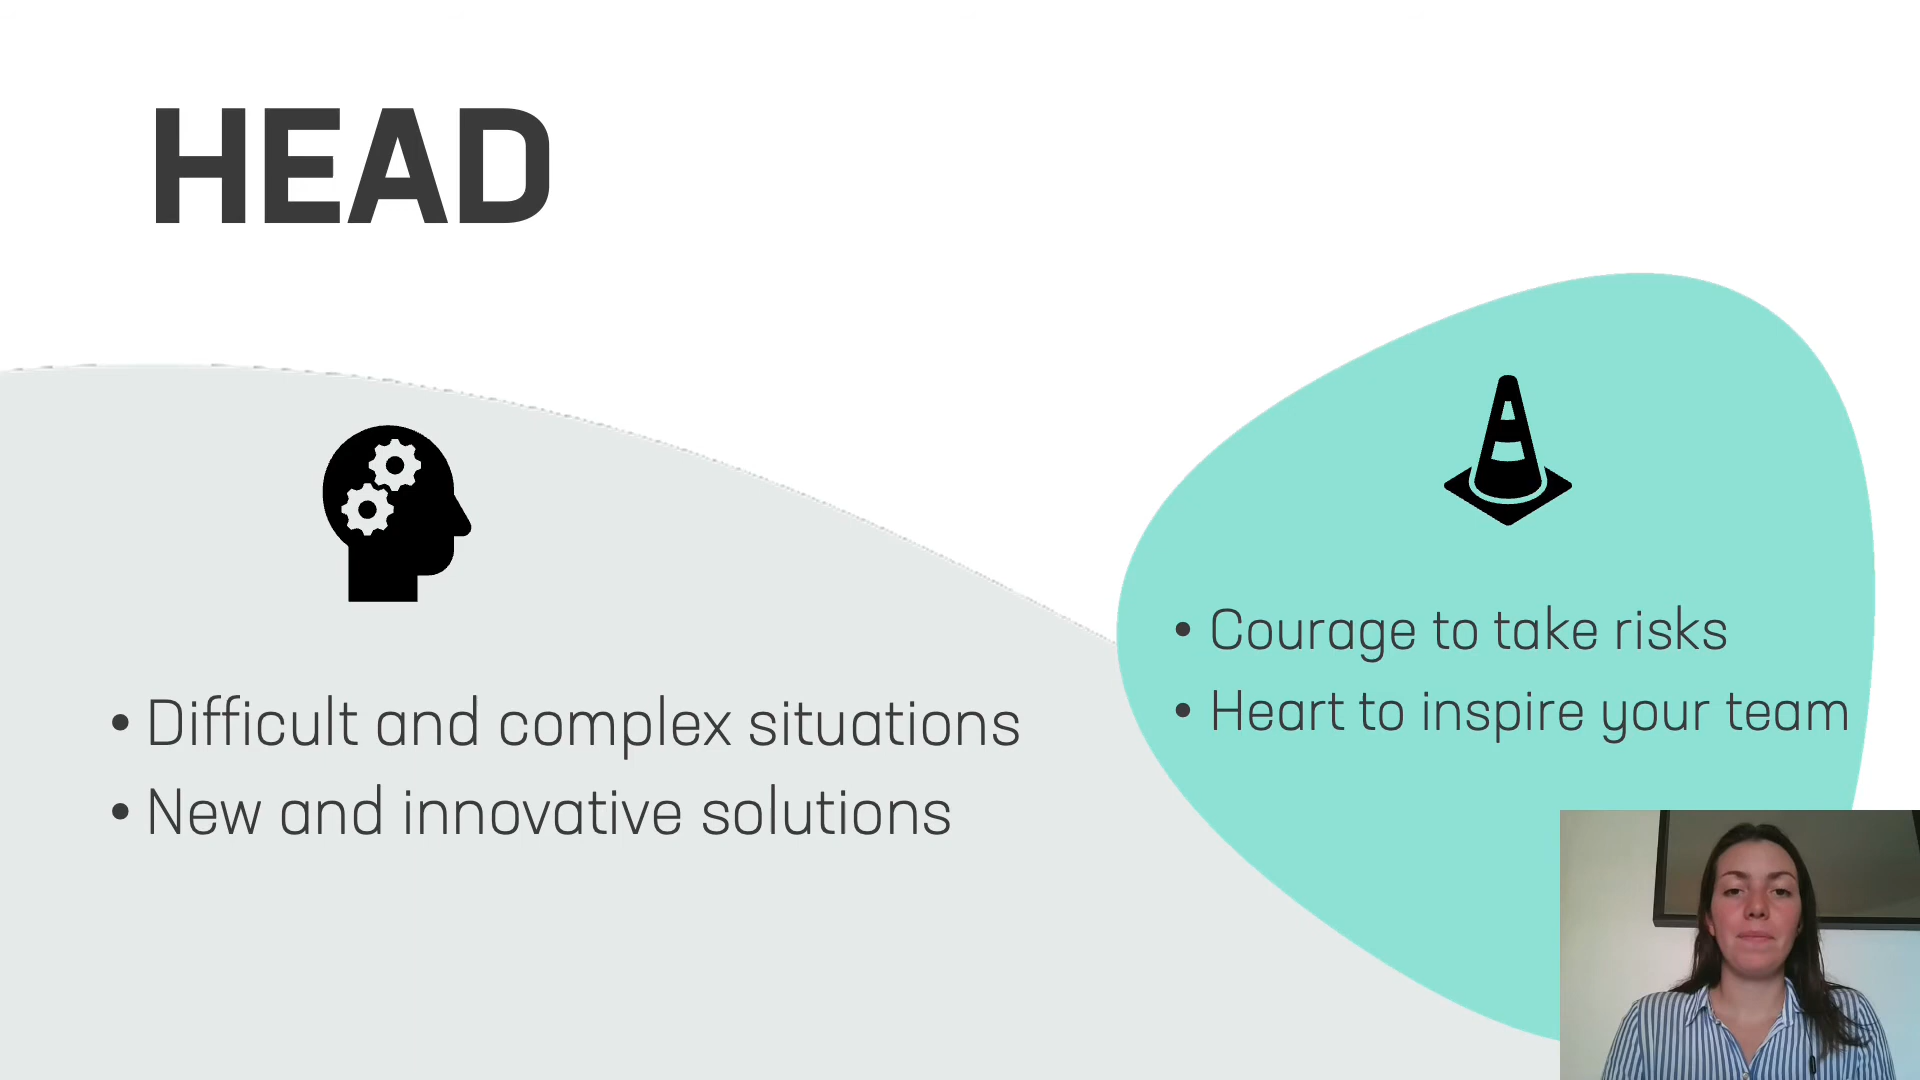 HEAD
• Difficult and complex situations
• New and innovative solutions
• Courage to take risks
• Heart to inspire your team